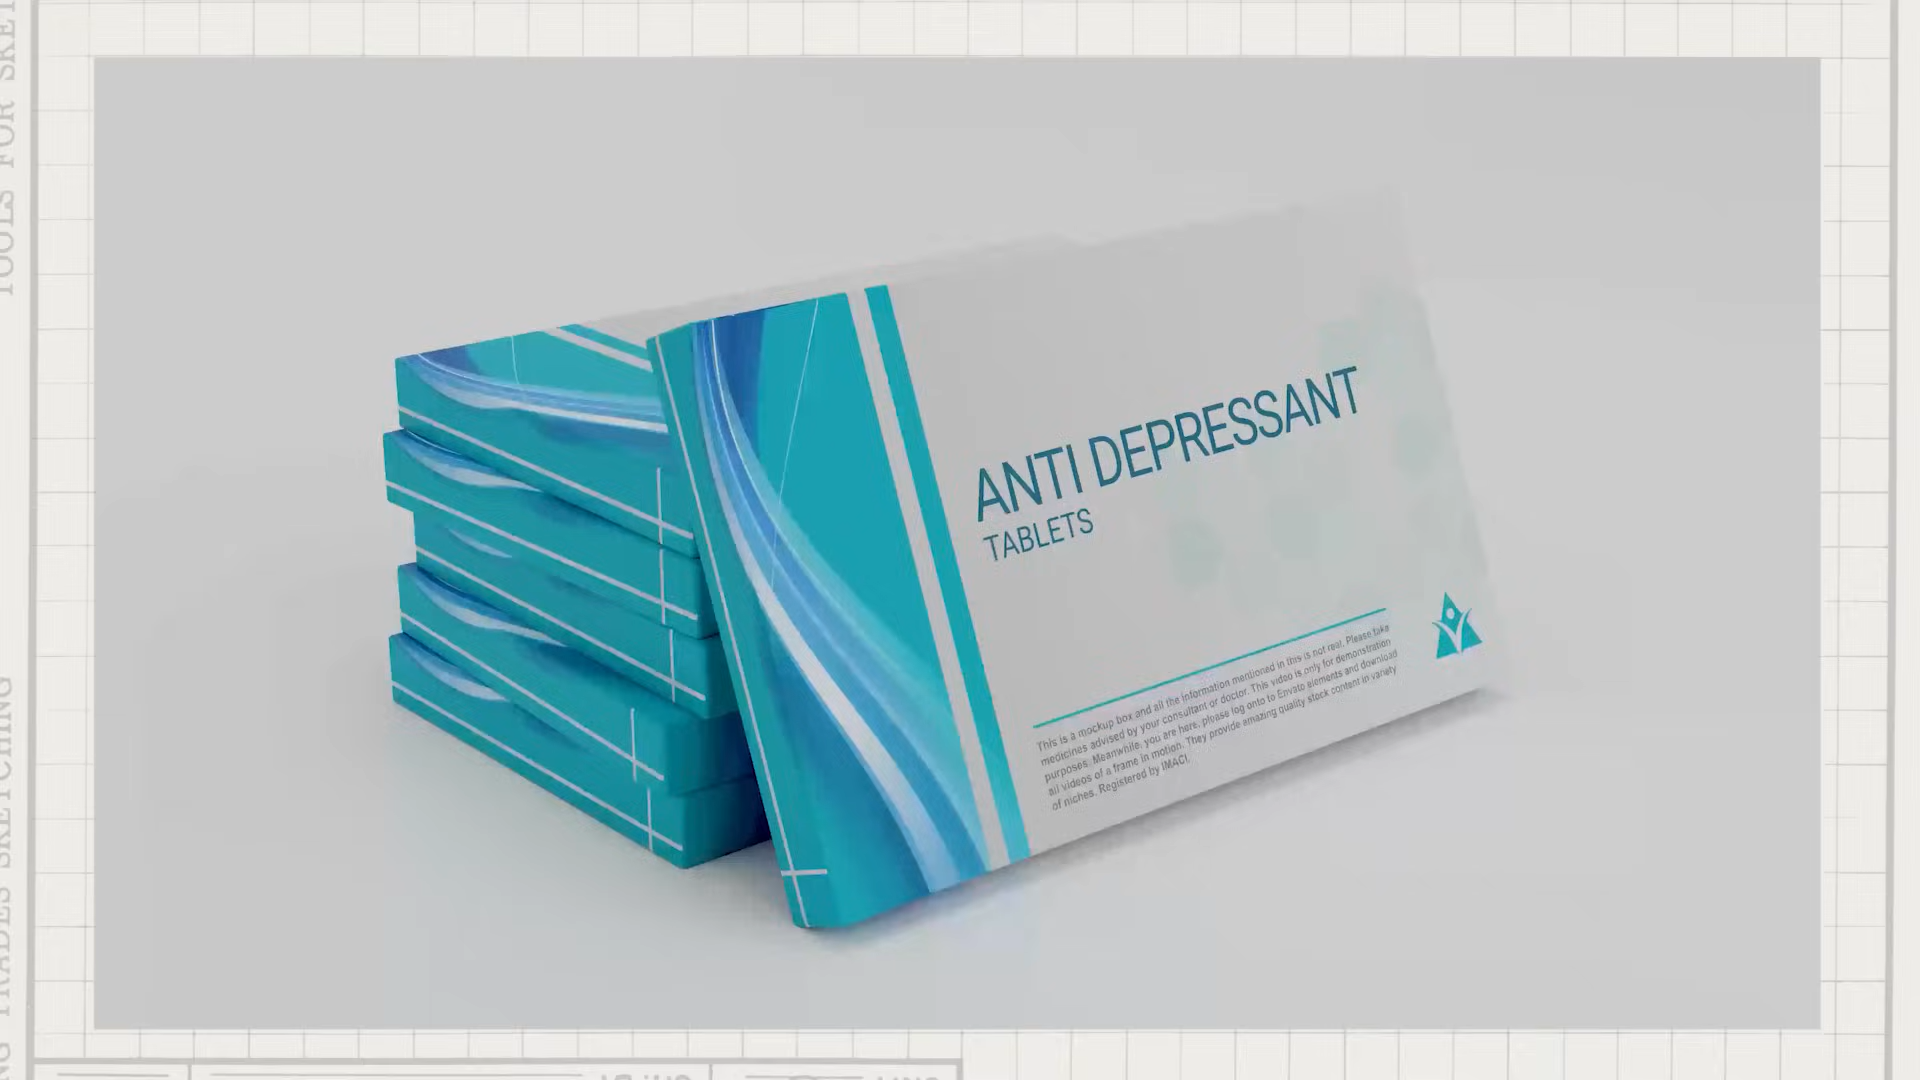 TOOLS FOR SKET
ANTI DEPRESSANT
TABLETS
This is a mockup box and all the information mentioned in this is not real. Please take
medicines advised by your consultant or doctor. This video is only for demonstration
purposes. Meanwhile, you are here, please log onto to Envato elements and download
all videos of a frame in motion. They provide amazing quality stock content in variety
of niches. Registered by IMACI.
NG TRADES SKETCHING